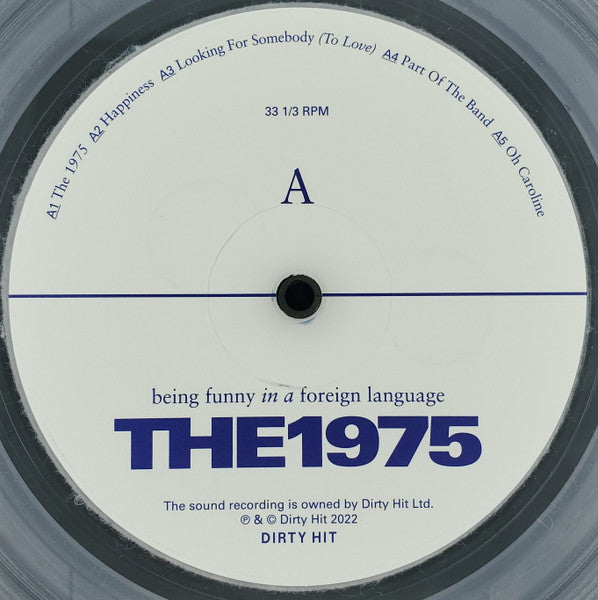 A1 The 1975 A2 Happiness A3 Looking For Somebody (To Love) A4 Part Of The Band A5 Oh Caroline
33 1/3 RPM
A
being funny in a foreign language
THE1975
The sound recording is owned by Dirty Hit Ltd.
℗ & © Dirty Hit 2022
DIRTY HIT